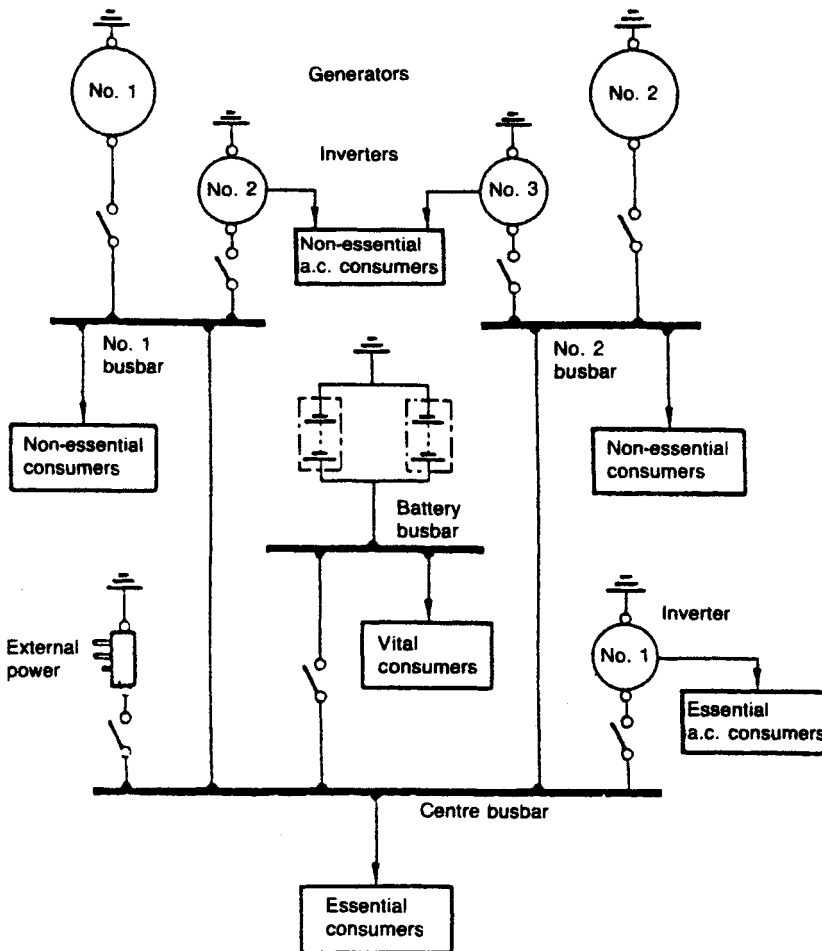 No. 1
Generators
No. 2
Inverters
No. 2
No. 3
Non-essential
a.c. consumers
No. 1
busbar
No. 2
busbar
Non-essential
consumers
Non-essential
consumers
Battery
busbar
External
power
Vital
consumers
Inverter
No. 1
Essential
a.c. consumers
Centre busbar
Essential
consumers